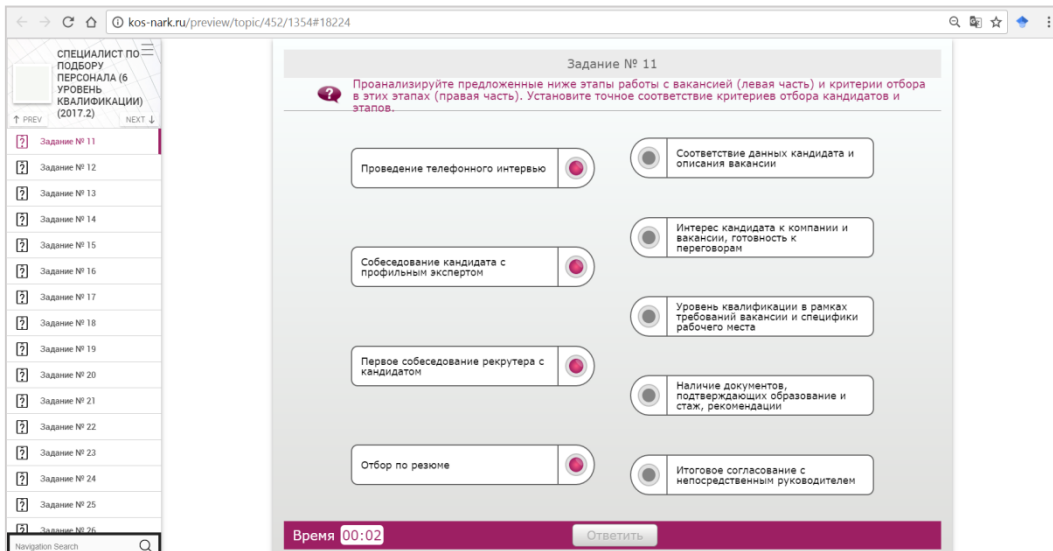 kos-nark.ru/preview/topic/452/1354#18224
СПЕЦИАЛИСТ ПО
ПОДБОРУ
ПЕРСОНАЛА (6
УРОВЕНЬ
КВАЛИФИКАЦИИ)
(2017.2)
↑ PREV
NEXT ↓
Задание № 11
Задание № 12
Задание № 13
Задание № 14
Задание № 15
Задание № 16
Задание № 17
Задание № 18
Задание № 19
Задание № 20
Задание № 21
Задание № 22
Задание № 23
Задание № 24
Задание № 25
Задание № 26
Navigation Search
Задание № 11
Проанализируйте предложенные ниже этапы работы с вакансией (левая часть) и критерии отбора
в этих этапах (правая часть). Установите точное соответствие критериев отбора кандидатов и
этапов.
Проведение телефонного интервью
Собеседование кандидата с
профильным экспертом
Первое собеседование рекрутера с
кандидатом
Отбор по резюме
Соответствие данных кандидата и
описания вакансии
Интерес кандидата к компании и
вакансии, готовность к
переговорам
Уровень квалификации в рамках
требований вакансии и специфики
рабочего места
Наличие документов,
подтверждающих образование и
стаж, рекомендации
Итоговое согласование с
непосредственным руководителем
Время 00:02
Ответить